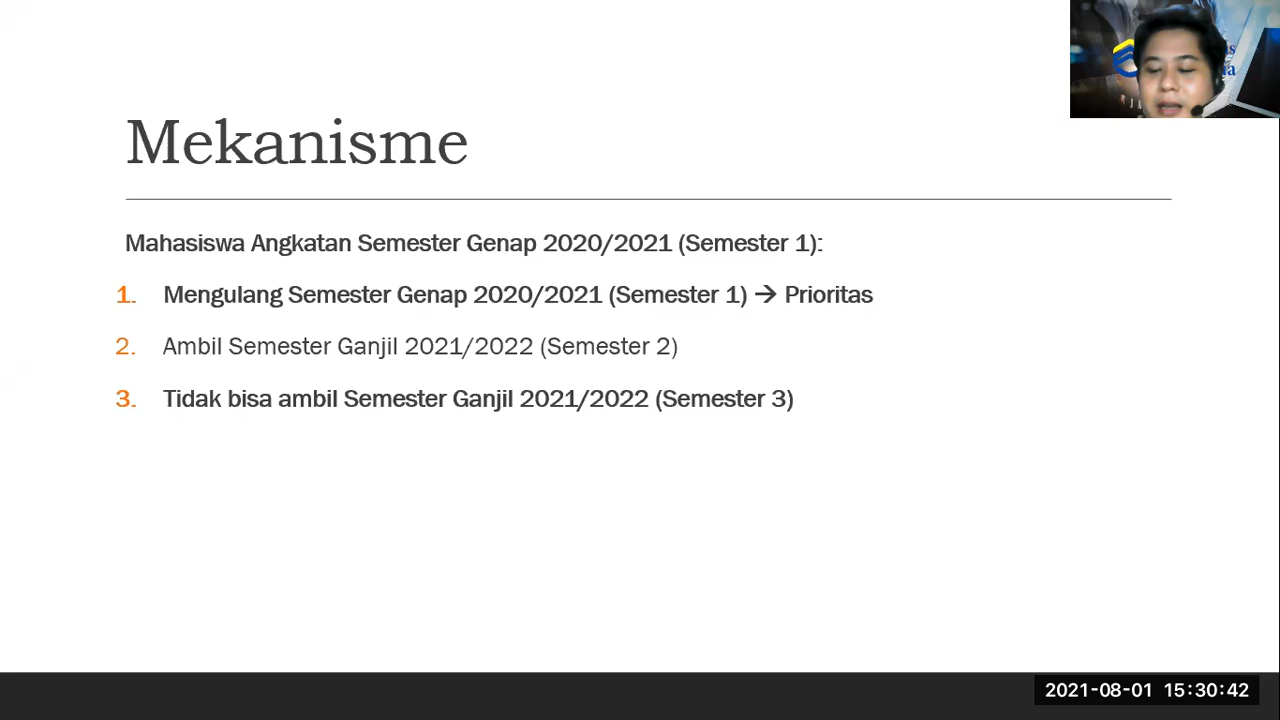 Mekanisme
Mahasiswa Angkatan Semester Genap 2020/2021 (Semester 1):
1. Mengulang Semester Genap 2020/2021 (Semester 1) → Prioritas
2. Ambil Semester Ganjil 2021/2022 (Semester 2)
3. Tidak bisa ambil Semester Ganjil 2021/2022 (Semester 3)
2021-08-01 15:30:42